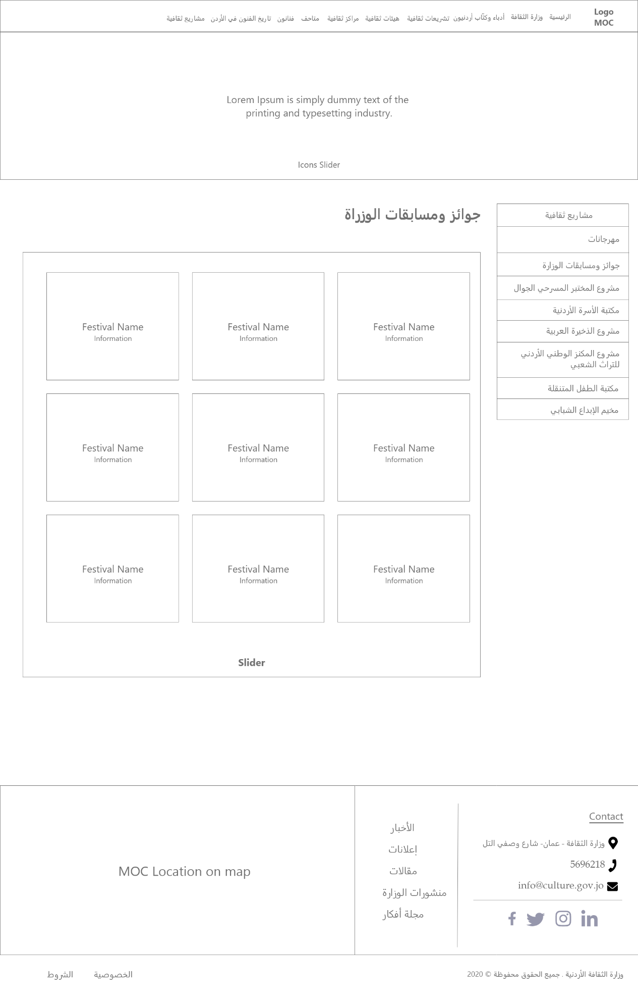 Logo
MOC
الرئيسية
وزارة الثقافة
أدباء وكتّاب أردنيون
تشريعات ثقافية
هيئات ثقافية
مراكز ثقافية
متاحف
فنانون
تاريخ الفنون في الأردن
مشاريع ثقافية
Lorem Ipsum is simply dummy text of the
printing and typesetting industry.
Icons Slider
مشاريع ثقافية
مهرجانات
جوائز ومسابقات الوزارة
مشروع المختبر المسرحي الجوال
مكتبة الأسرة الأردنية
مشروع الذخيرة العربية
مشروع المكنز الوطني الأردني
للتراث الشعبي
مكتبة الطفل المتنقلة
مخيم الإبداع الشبابي
جوائز ومسابقات الوزراة
Festival Name
Information
Festival Name
Information
Festival Name
Information
Festival Name
Information
Festival Name
Information
Festival Name
Information
Festival Name
Information
Festival Name
Information
Festival Name
Information
Slider
Contact
وزارة الثقافة - عمان- شارع وصفي التل
5696218
info@culture.gov.jo
الأخبار
إعلانات
مقالات
منشورات الوزارة
مجلة أفكار
MOC Location on map
وزارة الثقافة الأردنية . جميع الحقوق محفوظة © 2020
الخصوصية
الشروط